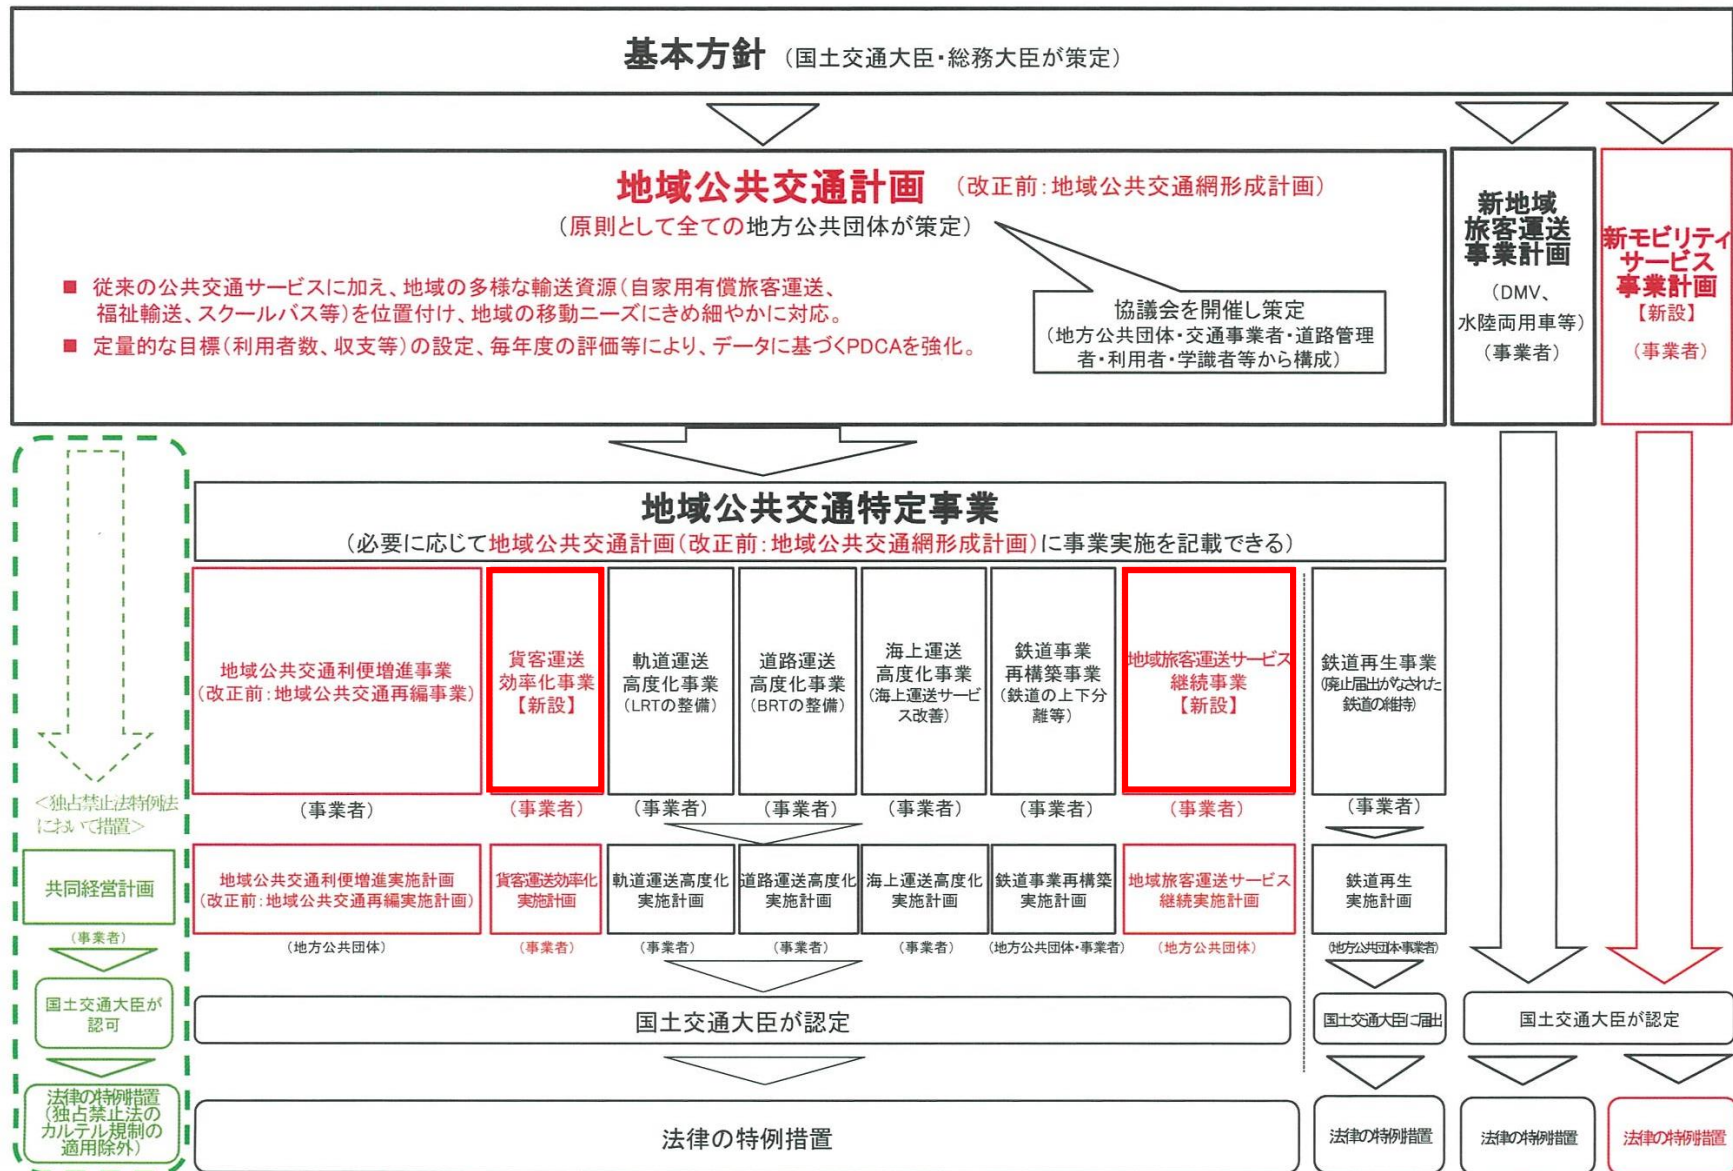 基本方針 (国土交通大臣・総務大臣が策定)
地域公共交通計画 (改正前:地域公共交通網形成計画)
(原則として全ての地方公共団体が策定)
■ 従来の公共交通サービスに加え、地域の多様な輸送資源(自家用有償旅客運送、
福祉輸送、スクールバス等)を位置付け、地域の移動ニーズにきめ細やかに対応。
■ 定量的な目標(利用者数、収支等)の設定、毎年度の評価等により、データに基づくPDCAを強化。
協議会を開催し策定
(地方公共団体・交通事業者・道路管理
者・利用者・学識者等から構成)
新地域
旅客運送
事業計画
(DMV、
水陸両用車等)
(事業者)
新モビリティ
サービス
事業計画
【新設】
(事業者)
地域公共交通特定事業
(必要に応じて地域公共交通計画(改正前:地域公共交通網形成計画)に事業実施を記載できる)
地域公共交通利便増進事業
(改正前:地域公共交通再編事業)
(事業者)
貨客運送
効率化事業
【新設】
(事業者)
軌道運送
高度化事業
(LRTの整備)
(事業者)
道路運送
高度化事業
(BRTの整備)
(事業者)
海上運送
高度化事業
(海上運送サービ
ス改善)
(事業者)
鉄道事業
再構築事業
(鉄道の上下分
離等)
(事業者)
地域旅客運送サービス
継続事業
【新設】
(事業者)
鉄道再生事業
(廃止届出がなされた
鉄道の維持)
(事業者)
<独占禁止法特例法
において措置>
共同経営計画
(事業者)
地域公共交通利便増進実施計画
(改正前:地域公共交通再編実施計画)
(地方公共団体)
貨客運送効率化
実施計画
(事業者)
軌道運送高度化
実施計画
(事業者)
道路運送高度化
実施計画
(事業者)
海上運送高度化
実施計画
(事業者)
鉄道事業再構築
実施計画
(地方公共団体・事業者)
地域旅客運送サービス
継続実施計画
(地方公共団体)
鉄道再生
実施計画
(地方公共団体・事業者)
国土交通大臣が
認可
国土交通大臣が認定
国土交通大臣に届出
国土交通大臣が認定
法律の特例措置
(独占禁止法の
カルテル規制の
適用除外)
法律の特例措置
法律の特例措置
法律の特例措置
法律の特例措置